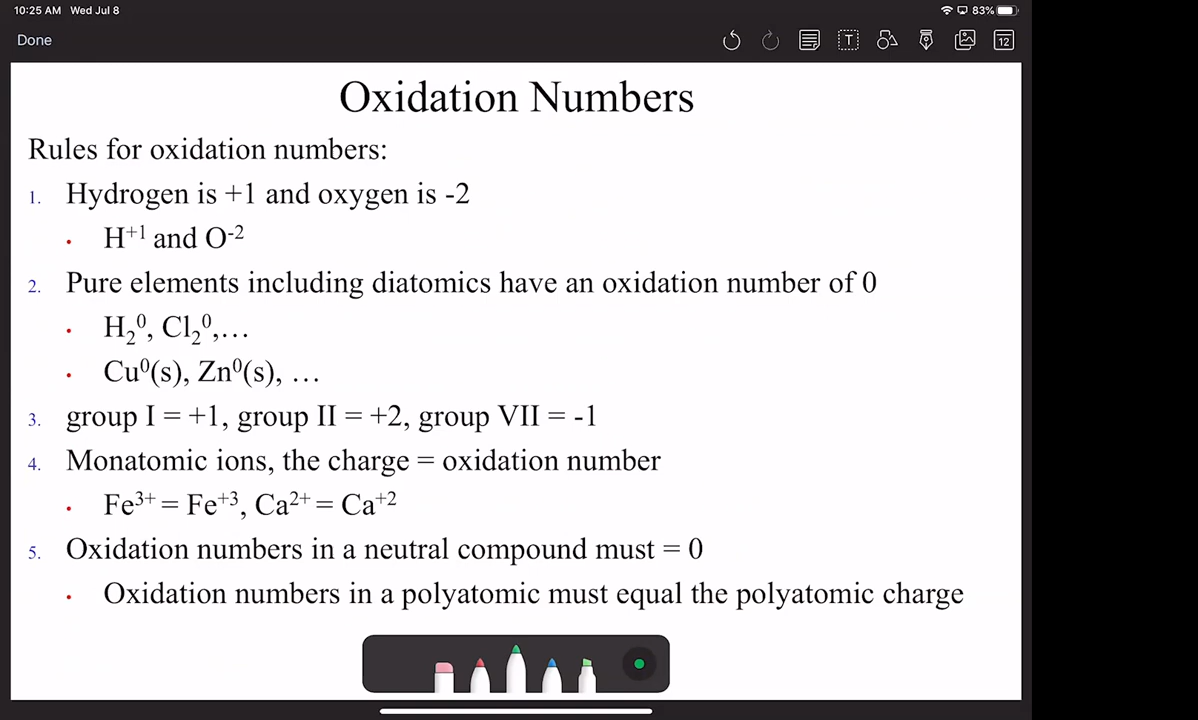 10:25 AM Wed Jul 8
83%
Done
T
12
Oxidation Numbers
Rules for oxidation numbers:
1. Hydrogen is +1 and oxygen is -2
• H⁺¹ and O⁻²
2. Pure elements including diatomics have an oxidation number of 0
• H₂⁰, Cl₂⁰,…
• Cu⁰(s), Zn⁰(s), …
3. group I = +1, group II = +2, group VII = -1
4. Monatomic ions, the charge = oxidation number
• Fe³⁺ = Fe⁺³, Ca²⁺ = Ca⁺²
5. Oxidation numbers in a neutral compound must = 0
• Oxidation numbers in a polyatomic must equal the polyatomic charge